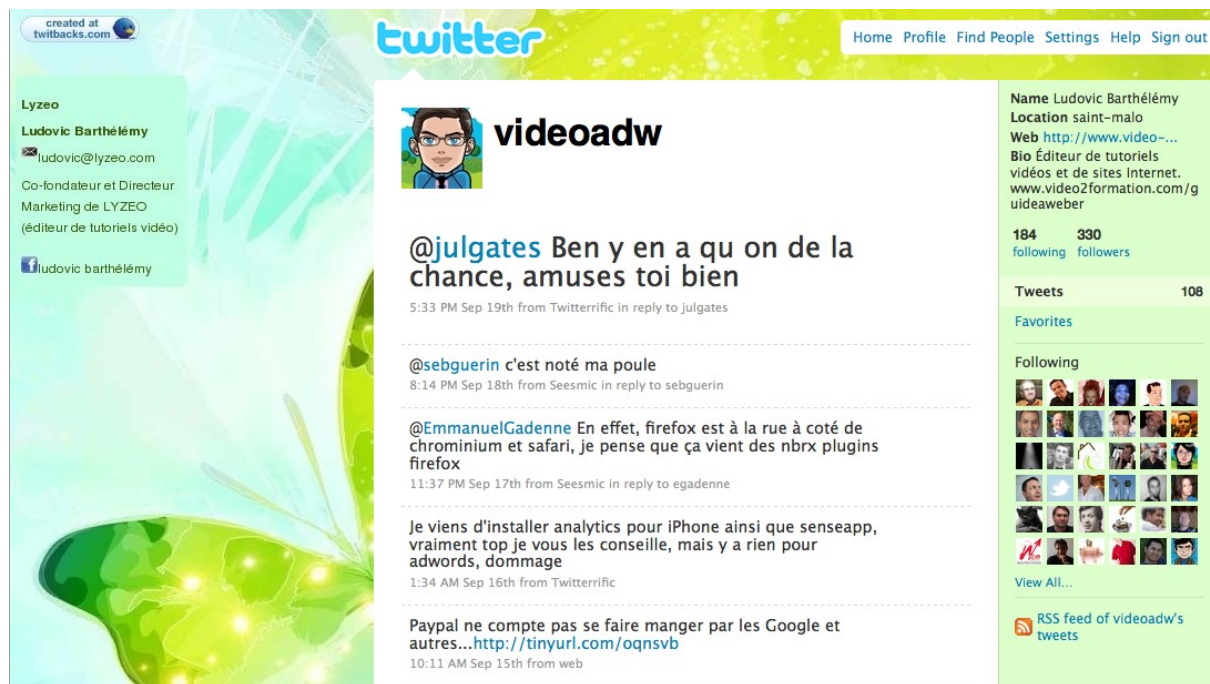 created at
twitbacks.com
twitter
Home Profile Find People Settings Help Sign out
Lyzeo
Ludovic Barthélémy
ludovic@lyzeo.com
Co-fondateur et Directeur
Marketing de LYZEO
(éditeur de tutoriels vidéo)
ludovic barthélémy
videoadw
@julgates Ben y en a qu on de la
chance, amuses toi bien
5:33 PM Sep 19th from Twitterrific in reply to julgates
@sebguerin c'est noté ma poule
8:14 PM Sep 18th from Seesmic in reply to sebguerin
@EmmanuelGadenne En effet, firefox est à la rue à coté de
chrominium et safari, je pense que ça vient des nbrx plugins
firefox
11:37 PM Sep 17th from Seesmic in reply to egadenne
Je viens d'installer analytics pour iPhone ainsi que senseapp,
vraiment top je vous les conseille, mais y a rien pour
adwords, dommage
1:34 AM Sep 16th from Twitterrific
Paypal ne compte pas se faire manger par les Google et
autres...http://tinyurl.com/oqnsvb
10:11 AM Sep 15th from web
Name Ludovic Barthélémy
Location saint-malo
Web http://www.video-...
Bio Éditeur de tutoriels
vidéos et de sites Internet.
www.video2formation.com/g
uideaweber
184 330
following followers
Tweets 108
Favorites
Following
View All...
RSS feed of videoadw's
tweets